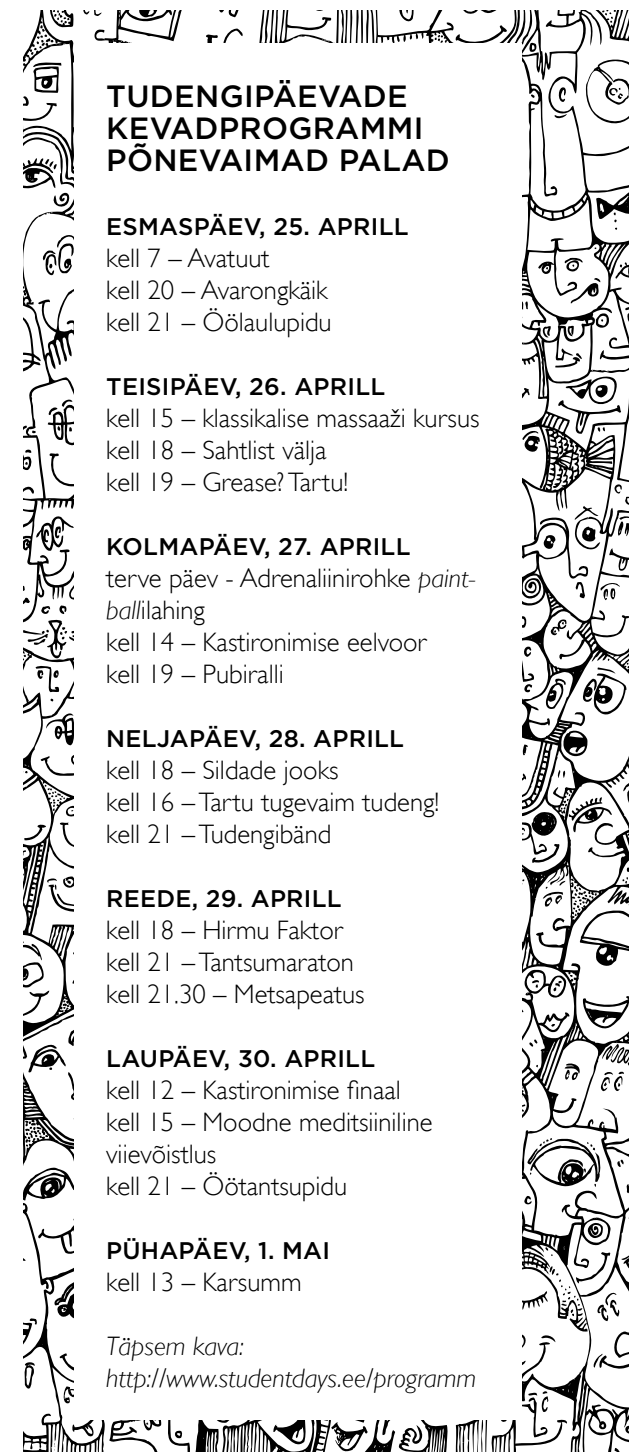 TUDENGIPÄEVADE
KEVADPROGRAMMI
PÕNEVAIMAD PALAD
ESMASPÄEV, 25. APRILL
kell 7 – Avatuut
kell 20 – Avarongkäik
kell 21 – Öölaulupidu
TEISIPÄEV, 26. APRILL
kell 15 – klassikalise massaaži kursus
kell 18 – Sahtlist välja
kell 19 – Grease? Tartu!
KOLMAPÄEV, 27. APRILL
terve päev - Adrenaliinirohke paint-
ballilahing
kell 14 – Kastironimise eelvoor
kell 19 – Pubiralli
NELJAPÄEV, 28. APRILL
kell 18 – Sildade jooks
kell 16 – Tartu tugevaim tudeng!
kell 21 – Tudengibänd
REEDE, 29. APRILL
kell 18 – Hirmu Faktor
kell 21 – Tantsumaraton
kell 21.30 – Metsapeatus
LAUPÄEV, 30. APRILL
kell 12 – Kastironimise finaal
kell 15 – Moodne meditsiiniline
viievõistlus
kell 21 – Öötantsupidu
PÜHAPÄEV, 1. MAI
kell 13 – Karsumm
Täpsem kava:
http://www.studentdays.ee/programm